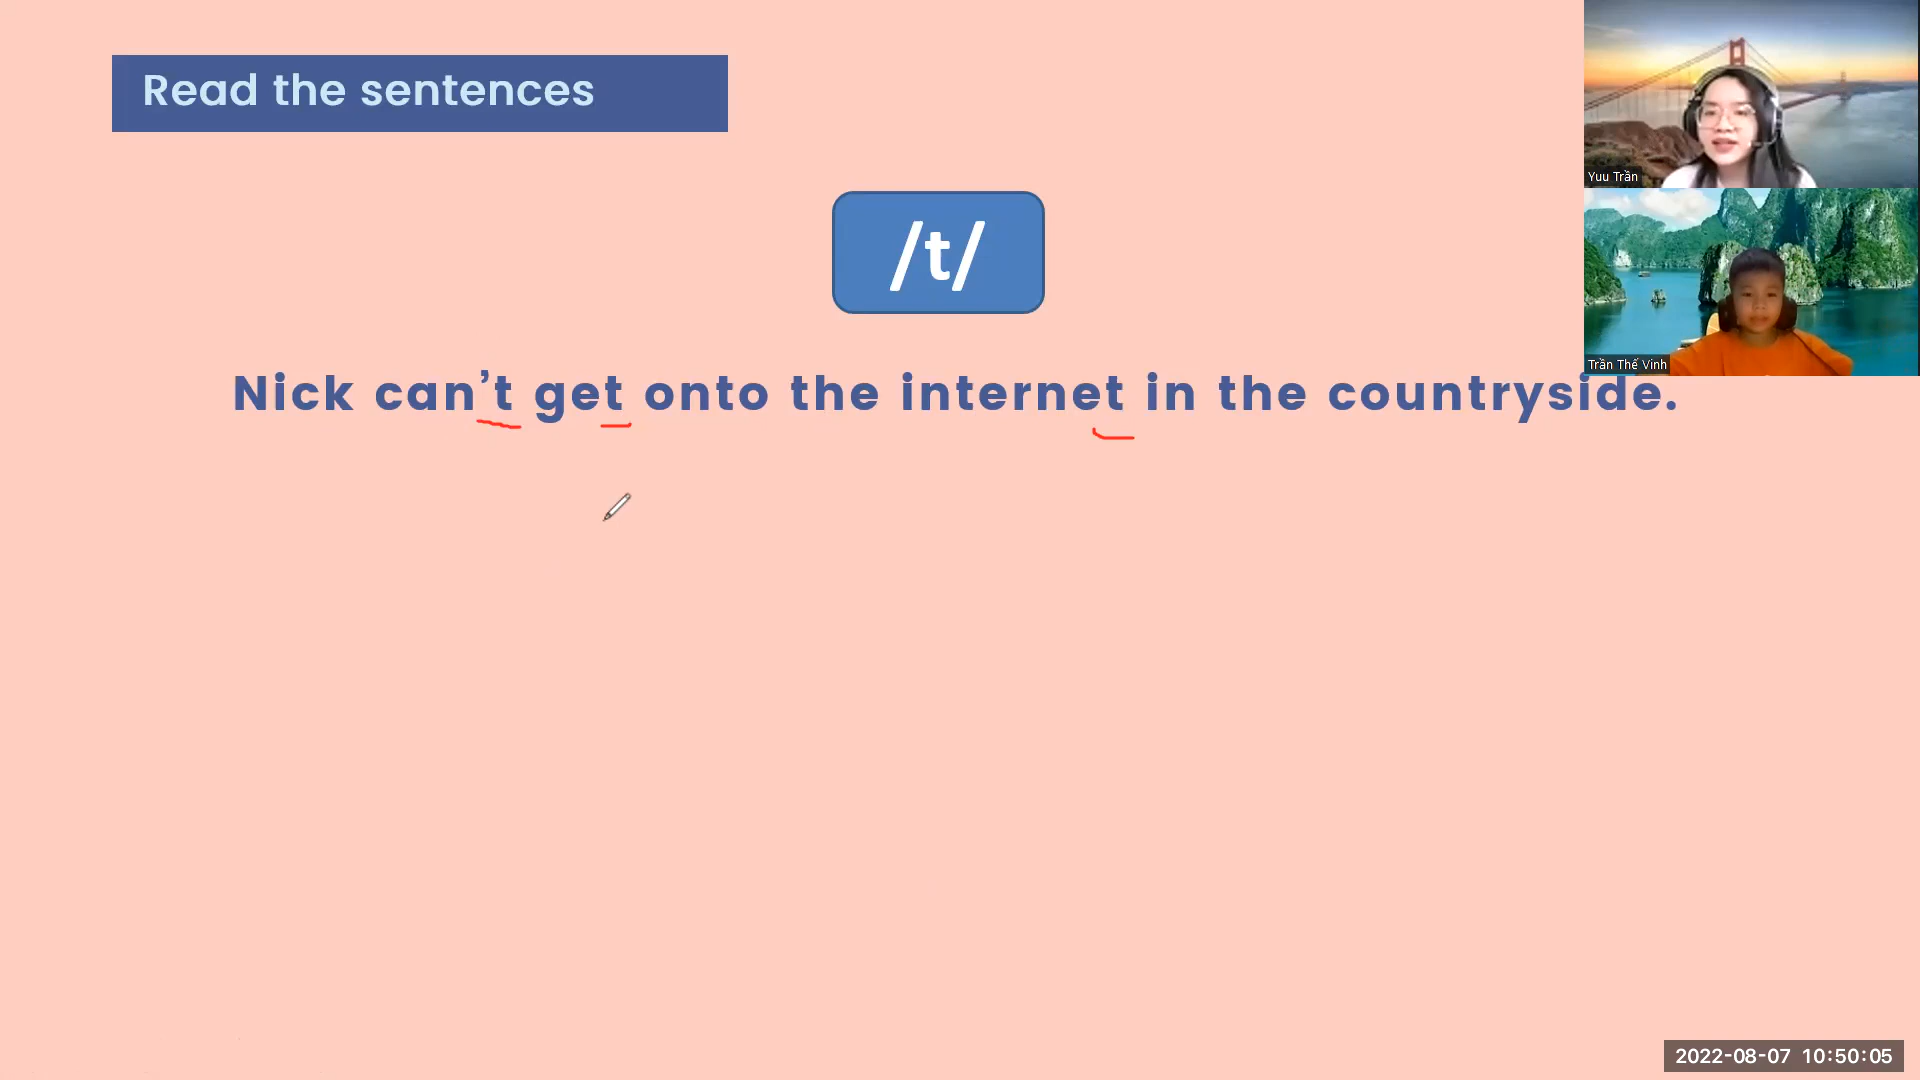 Read the sentences
Yuu Trần
/t/
Trần Thế Vinh
Nick can’t get onto the internet in the countryside.
2022-08-07 10:50:05